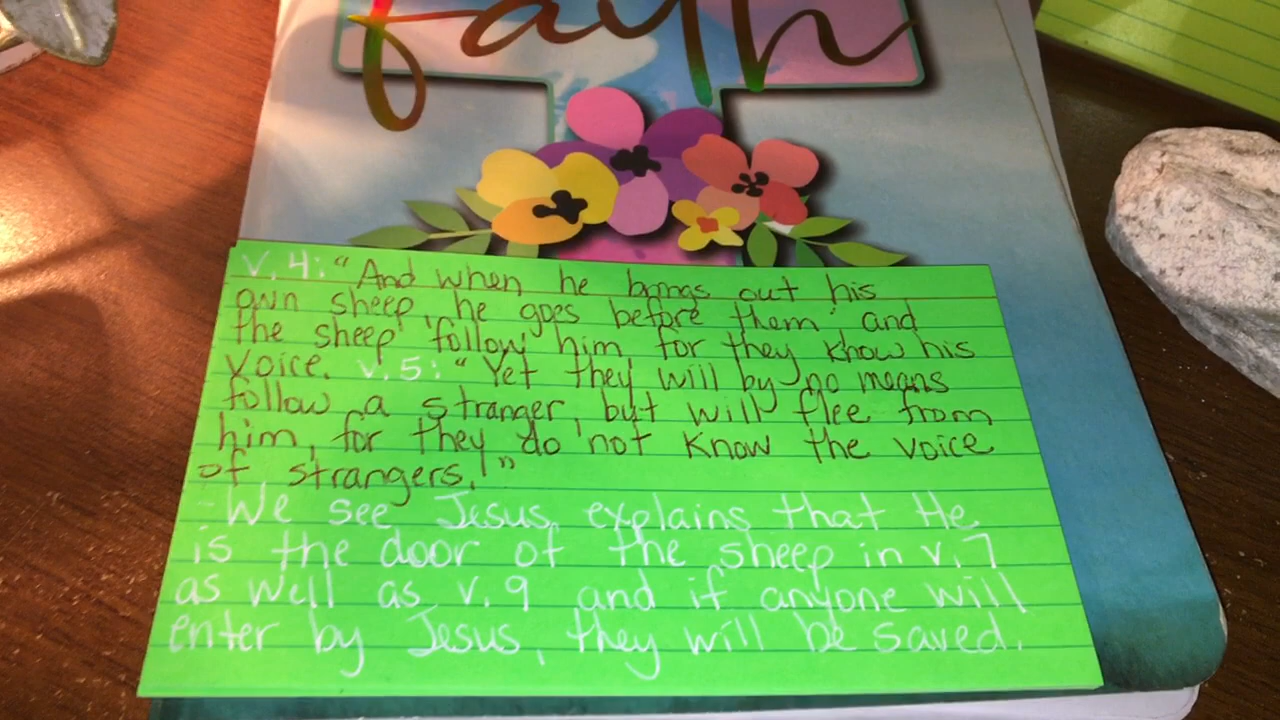 faith
v. 4: "And when he brings out his
own sheep, he goes before them and
the sheep follow him, for they know his
voice. v. 5: "Yet they will by no means
follow a stranger, but will flee from
him, for they do not know the voice
of strangers."
- We see Jesus explains that He
is the door of the sheep in v. 7
as well as v. 9 and if anyone will
enter by Jesus, they will be saved.